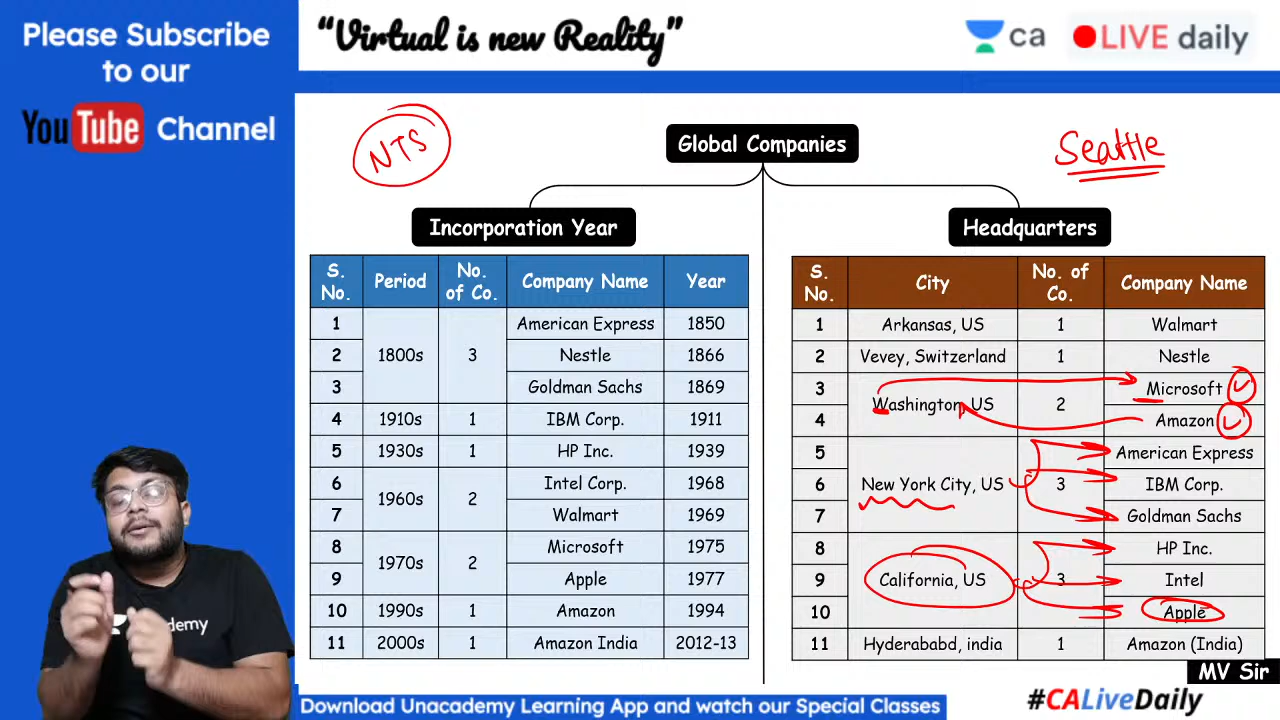 Please Subscribe
to our
YouTube Channel
"Virtual is new Reality"
ca
LIVE daily
NTS
Global Companies
Seattle
Incorporation Year
S. No. Period No. of Co. Company Name Year
1 1800s 3 American Express 1850
2 Nestle 1866
3 Goldman Sachs 1869
4 1910s 1 IBM Corp. 1911
5 1930s 1 HP Inc. 1939
6 1960s 2 Intel Corp. 1968
7 Walmart 1969
8 1970s 2 Microsoft 1975
9 Apple 1977
10 1990s 1 Amazon 1994
11 2000s 1 Amazon India 2012-13
Headquarters
S. No. City No. of Co. Company Name
1 Arkansas, US 1 Walmart
2 Vevey, Switzerland 1 Nestle
3 Washington, US 2 Microsoft
4 Amazon
5 New York City, US 3 American Express
6 IBM Corp.
7 Goldman Sachs
8 California, US 3 HP Inc.
9 Intel
10 Apple
11 Hyderababd, india 1 Amazon (India)
MV Sir
Download Unacademy Learning App and watch our Special Classes
#CALiveDaily